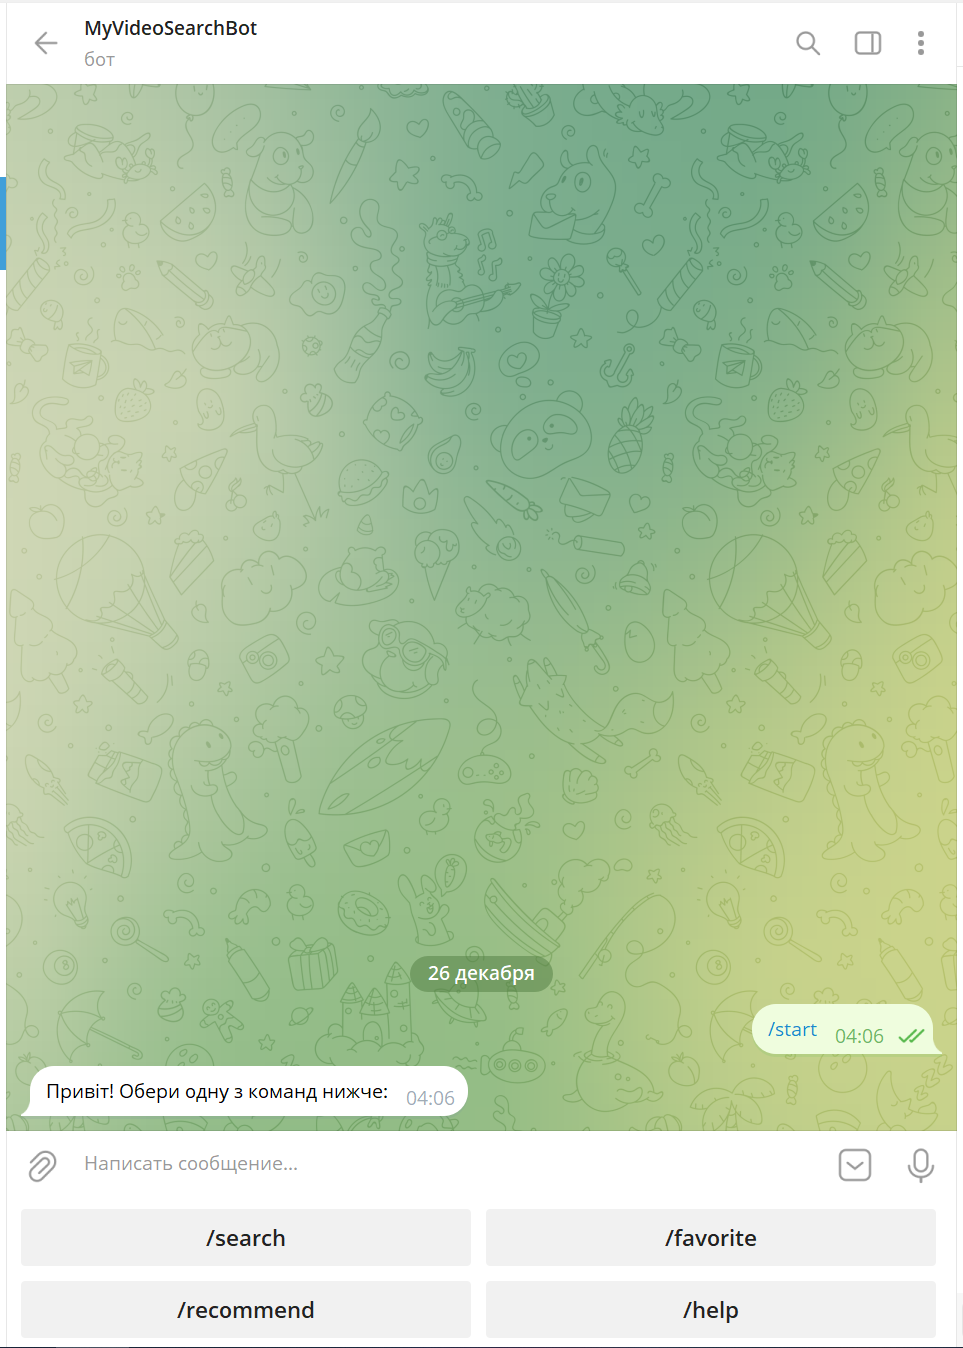 MyVideoSearchBot
бот
26 декабря
/start 04:06
Привіт! Обери одну з команд нижче: 04:06
Написать сообщение...
/search
/favorite
/recommend
/help